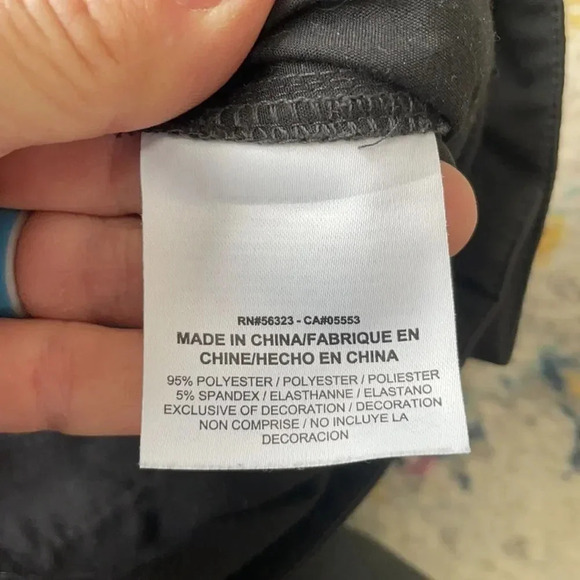 RN#56323 - CA#05553
MADE IN CHINA/FABRIQUE EN
CHINE/HECHO EN CHINA
95% POLYESTER / POLYESTER / POLIESTER
5% SPANDEX / ELASTHANNE / ELASTANO
EXCLUSIVE OF DECORATION / DECORATION
NON COMPRISE / NO INCLUYE LA
DECORACION